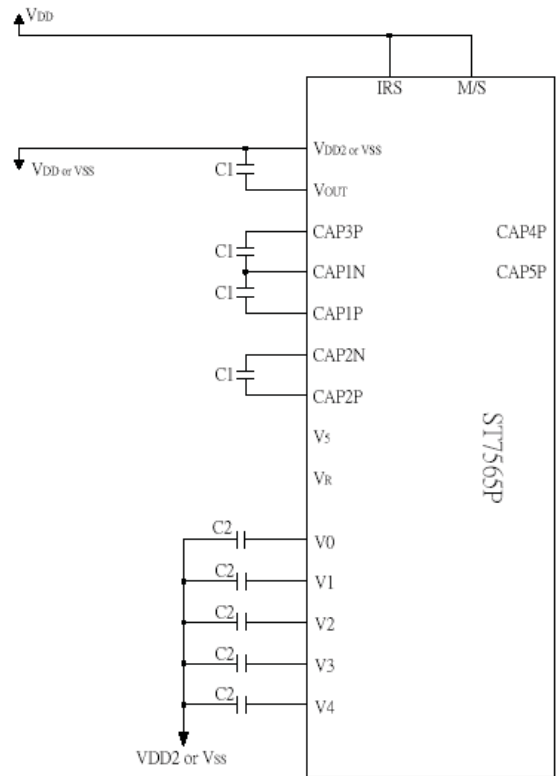 VDD
IRS M/S
VDD2 or VSS
VDD or VSS
C1
VOUT
CAP3P CAP4P
C1
CAP1N CAP5P
C1
CAP1P
CAP2N
C1
CAP2P
V5
ST7565P
VR
C2
V0
C2
V1
C2
V2
C2
V3
C2
V4
VDD2 or Vss